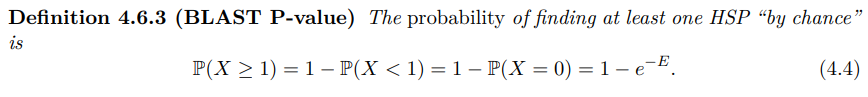 Definition 4.6.3 (BLAST P-value) The probability of finding at least one HSP “by chance”
is
ℙ(X ≥ 1) = 1 − ℙ(X < 1) = 1 − ℙ(X = 0) = 1 − e^{−E}. (4.4)